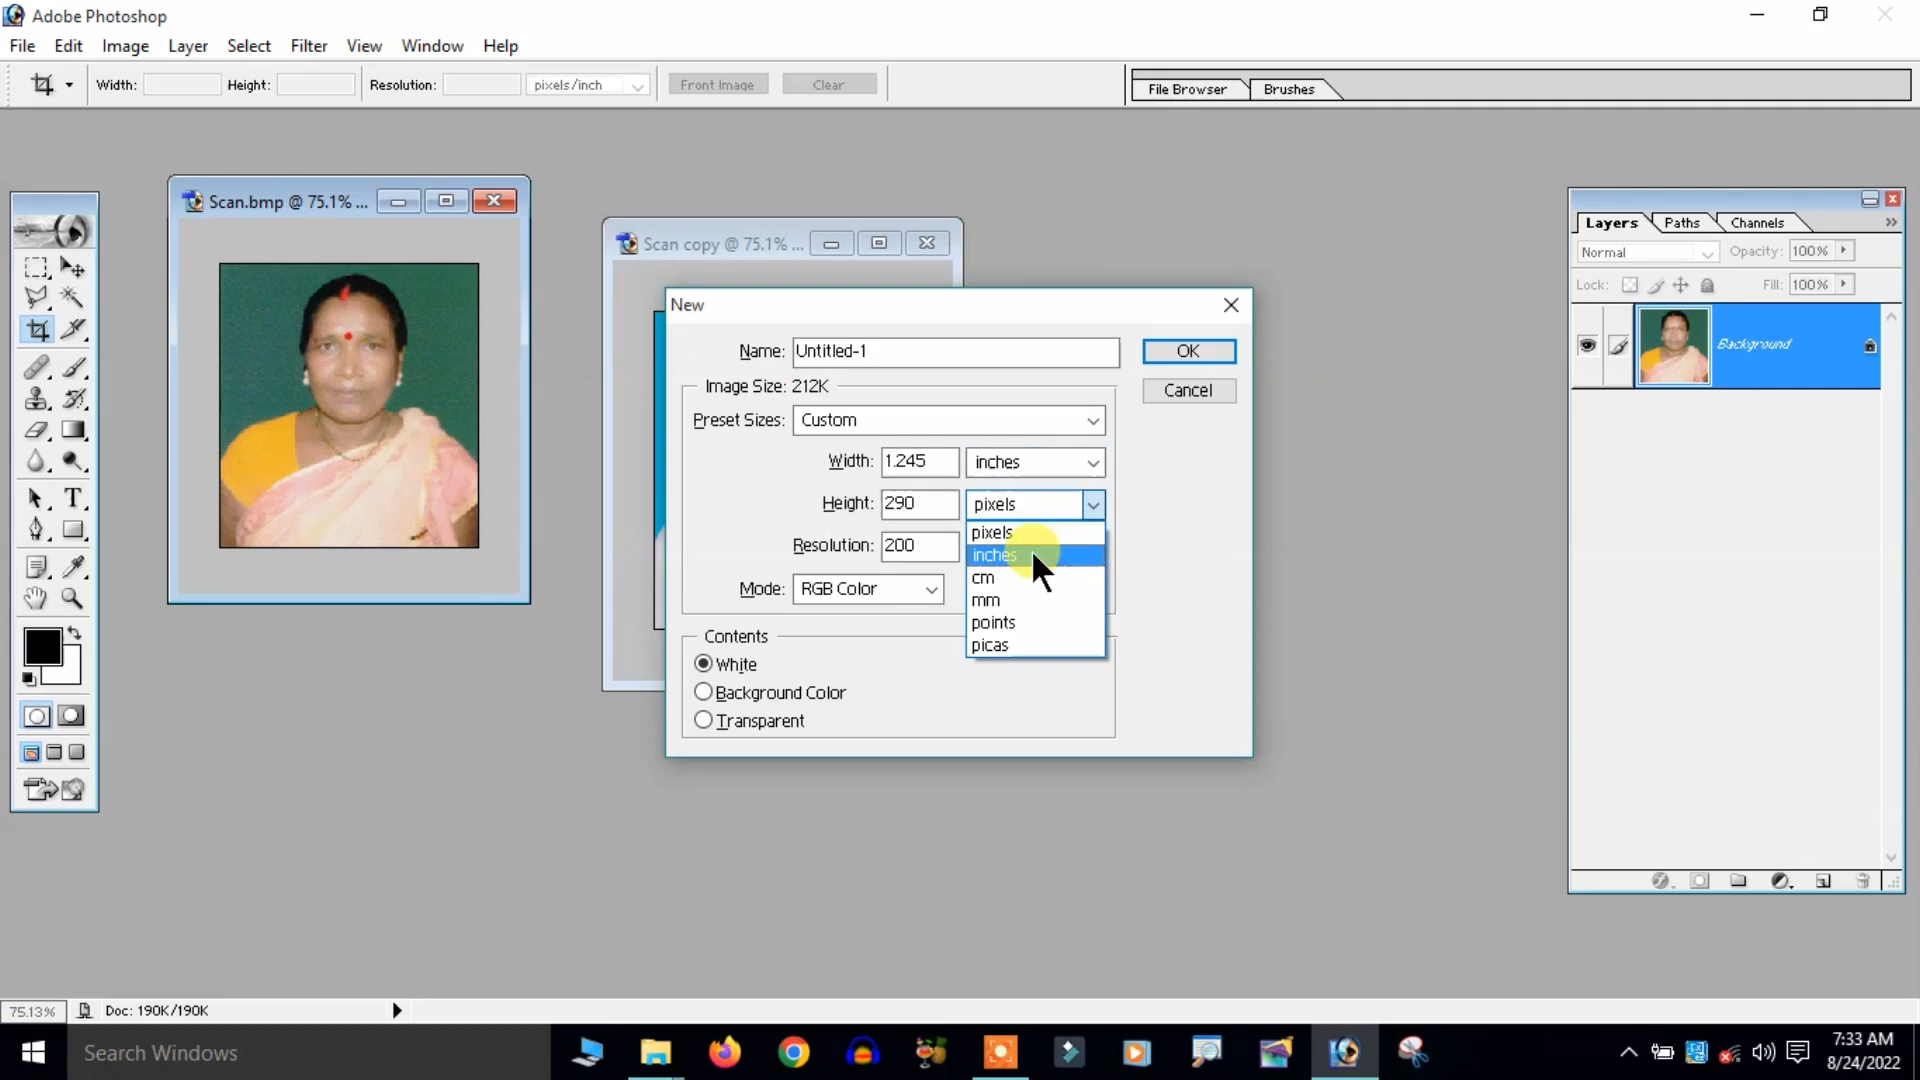 Adobe Photoshop
File Edit Image Layer Select Filter View Window Help
Width: Height: Resolution: pixels/inch Front Image Clear File Browser Brushes
Scan.bmp @ 75.1% ...
Scan copy @ 75.1% ...
New
Name: Untitled-1 OK
Image Size: 212K Cancel
Preset Sizes: Custom
Width: 1.245 inches
Height: 290 pixels
Resolution: 200
pixels
inches
cm
mm
points
picas
Mode: RGB Color
Contents
White
Background Color
Transparent
Layers Paths Channels
Normal Opacity: 100%
Lock: Fill: 100%
Background
75.13% Doc: 190K/190K
Search Windows
7:33 AM
8/24/2022